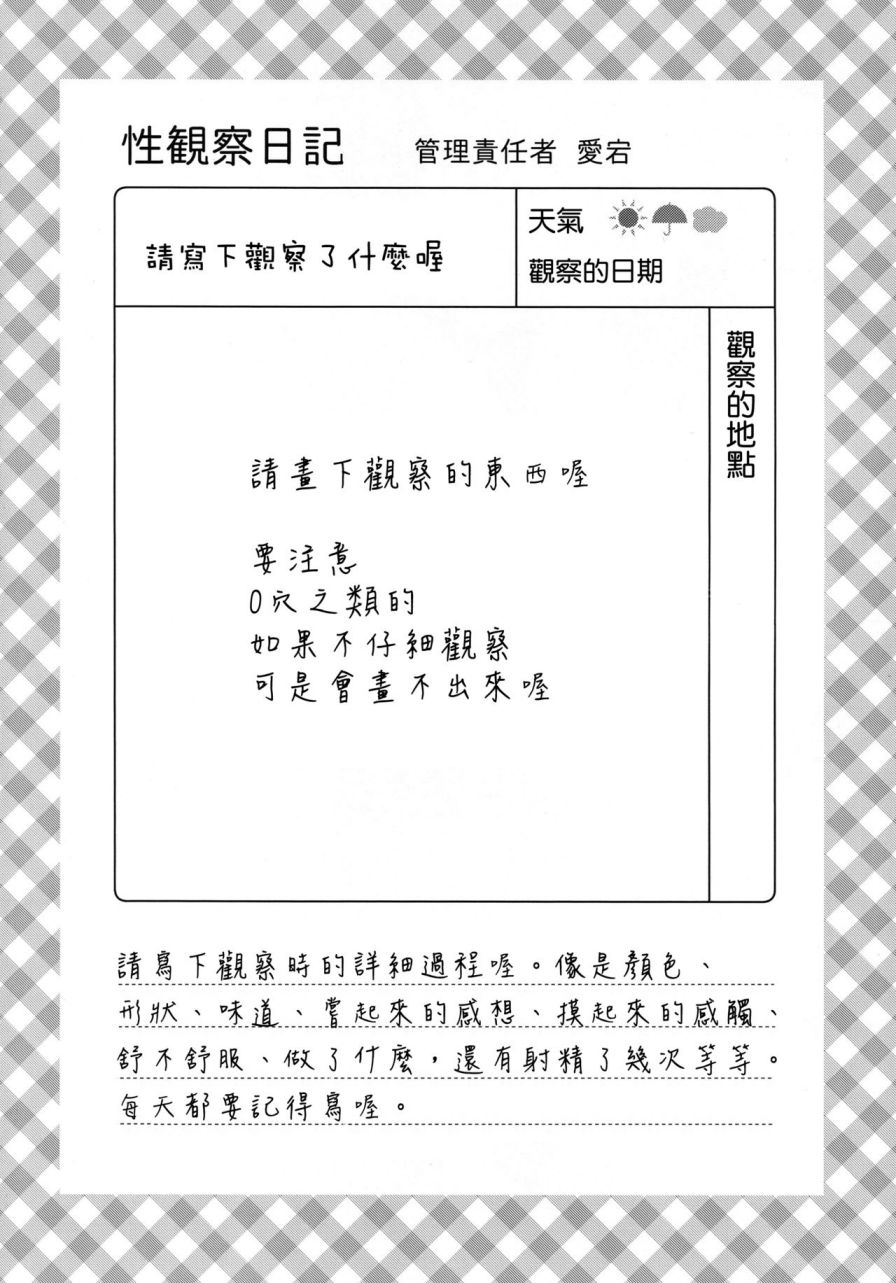 性観察日記 管理責任者 愛宕
請寫下觀察了什麼喔
天氣
觀察的日期
觀察的地點
請畫下觀察的東西喔
要注意
O穴之類的
如果不仔細觀察
可是會畫不出來喔
請寫下觀察時的詳細過程喔。像是顏色、
形狀、味道、嘗起來的感想、摸起來的感觸、
舒不舒服、做了什麼，還有射精了幾次等等。
每天都要記得寫喔。